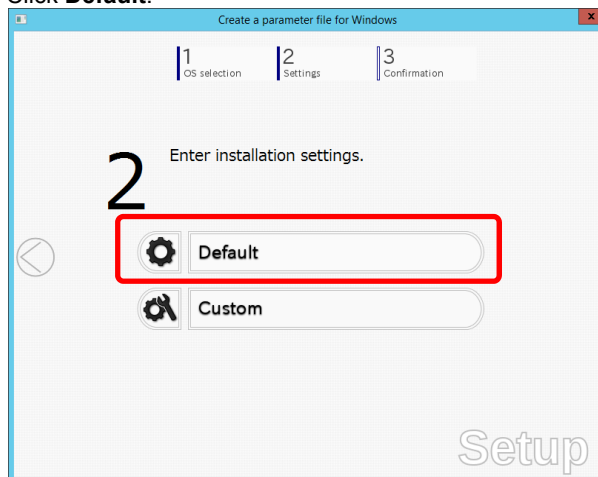 Click Default.
Create a parameter file for Windows
x
1
OS selection
2
Settings
3
Confirmation
2
Enter installation settings.
Default
Custom
Setup